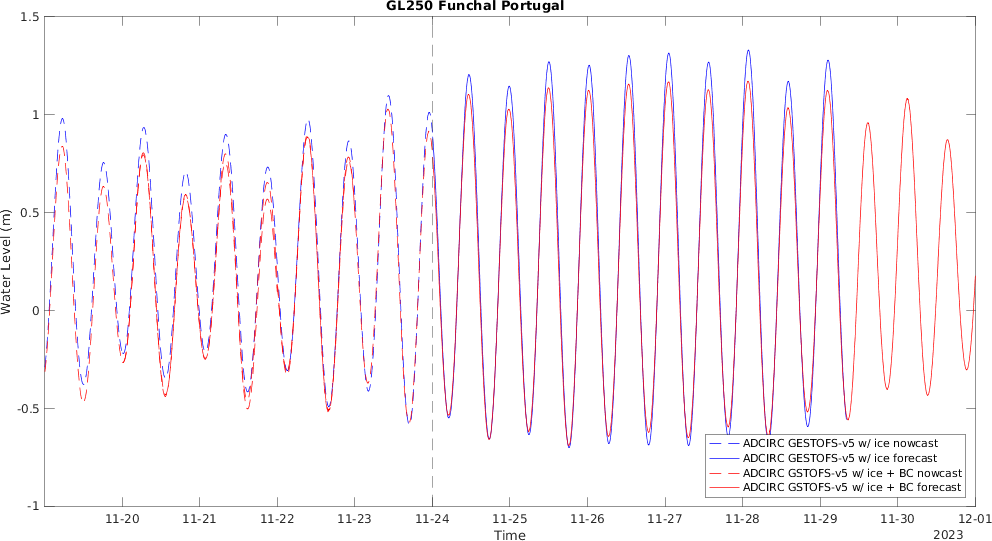 GL250 Funchal Portugal
1.5
1
0.5
0
-0.5
-1
Water Level (m)
11-20 11-21 11-22 11-23 11-24 11-25 11-26 11-27 11-28 11-29 11-30 12-01
Time
2023
ADCIRC GESTOFS-v5 w/ ice nowcast
ADCIRC GESTOFS-v5 w/ ice forecast
ADCIRC GSTOFS-v5 w/ ice + BC nowcast
ADCIRC GSTOFS-v5 w/ ice + BC forecast